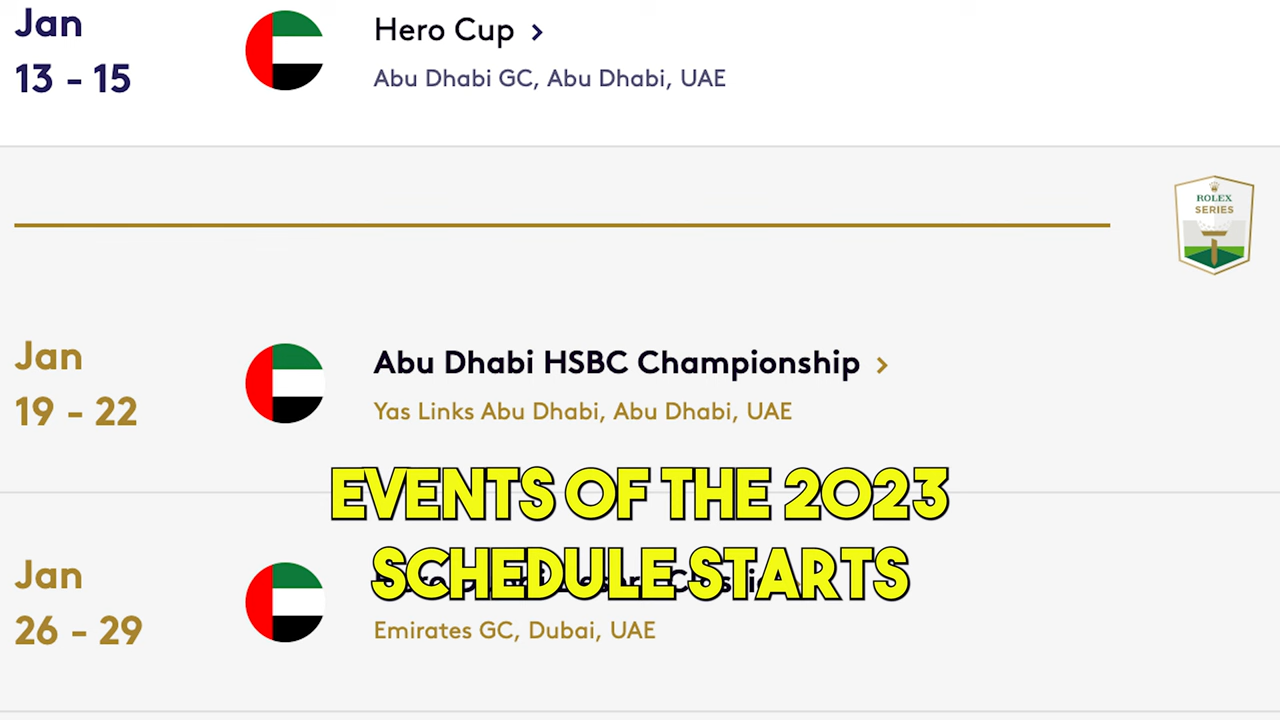 Jan
13 - 15
Hero Cup
Abu Dhabi GC, Abu Dhabi, UAE
ROLEX
SERIES
Jan
19 - 22
Abu Dhabi HSBC Championship
Yas Links Abu Dhabi, Abu Dhabi, UAE
EVENTS OF THE 2023
SCHEDULE STARTS
Jan
26 - 29
Emirates GC, Dubai, UAE